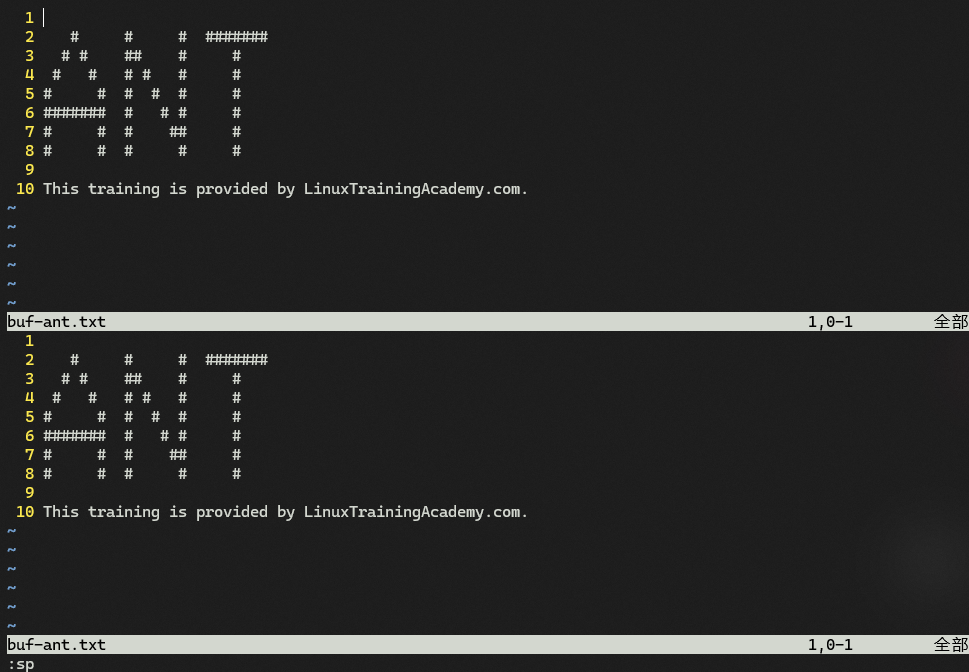 1
2    #     #     #  #######
3   # #    ##    #     #
4  #   #   # #   #     #
5 #     #  #  #  #     #
6 #######  #   # #     #
7 #     #  #    ##     #
8 #     #  #     #     #
9
10 This training is provided by LinuxTrainingAcademy.com.
~
~
~
~
~
~
buf-ant.txt 1,0-1 全部
1
2    #     #     #  #######
3   # #    ##    #     #
4  #   #   # #   #     #
5 #     #  #  #  #     #
6 #######  #   # #     #
7 #     #  #    ##     #
8 #     #  #     #     #
9
10 This training is provided by LinuxTrainingAcademy.com.
~
~
~
~
~
~
buf-ant.txt 1,0-1 全部
:sp